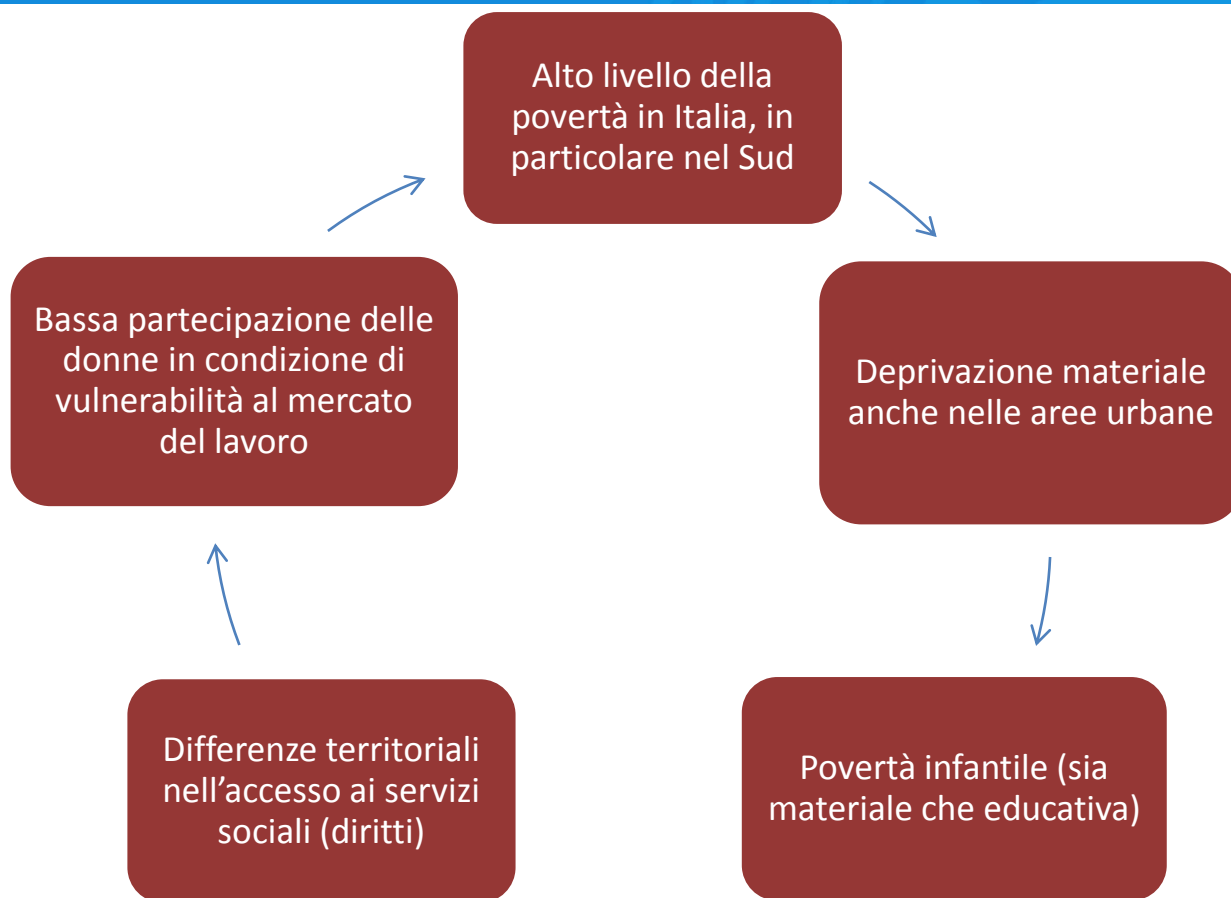 Alto livello della
povertà in Italia, in
particolare nel Sud
Bassa partecipazione delle
donne in condizione di
vulnerabilità al mercato
del lavoro
Deprivazione materiale
anche nelle aree urbane
Differenze territoriali
nell’accesso ai servizi
sociali (diritti)
Povertà infantile (sia
materiale che educativa)